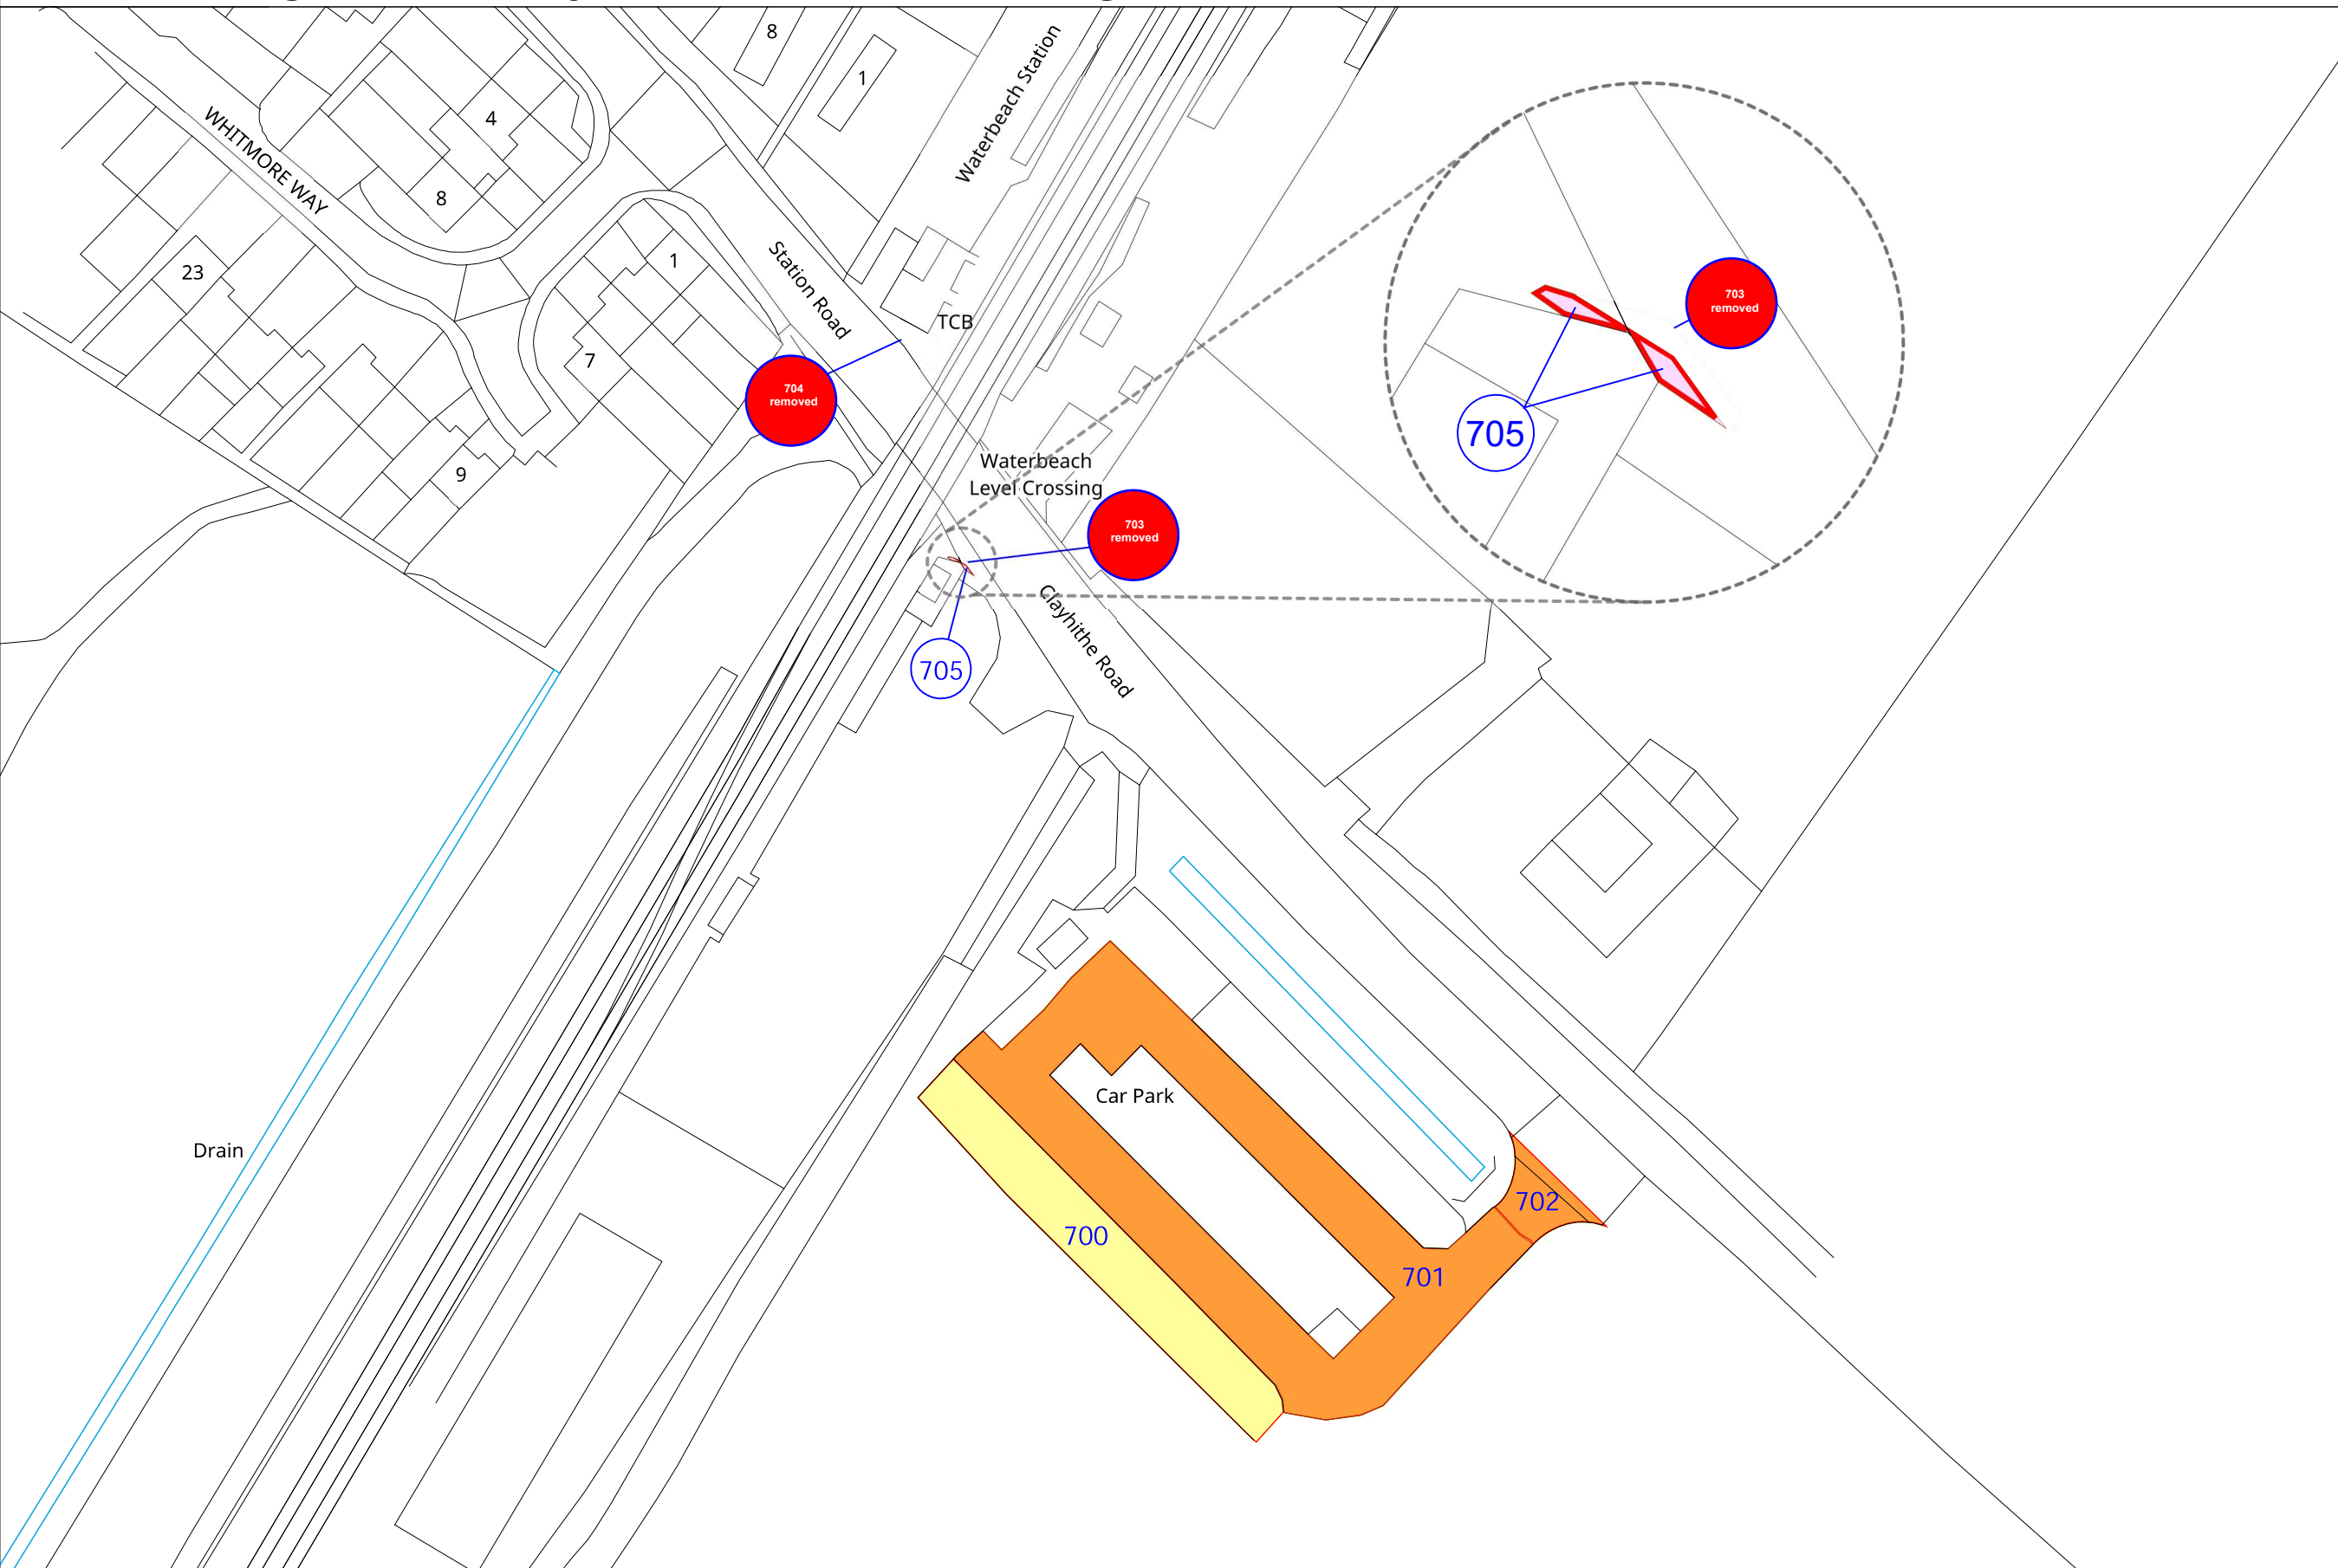 8
1
Waterbeach Station
4
WHITMORE WAY
8
23
1
Station Road
TCB
7
704
removed
703
removed
705
9
Waterbeach
Level Crossing
703
removed
Clayhithe Road
705
Car Park
Drain
702
700
701